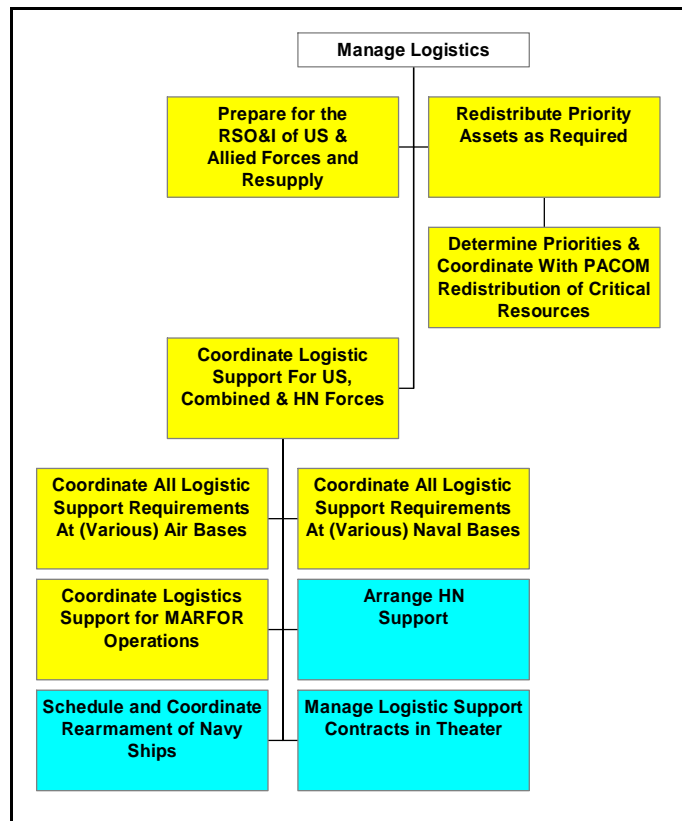 Manage Logistics
Prepare for the
RSO&I of US &
Allied Forces and
Resupply
Redistribute Priority
Assets as Required
Determine Priorities &
Coordinate With PACOM
Redistribution of Critical
Resources
Coordinate Logistic
Support For US,
Combined & HN Forces
Coordinate All Logistic
Support Requirements
At (Various) Air Bases
Coordinate All Logistic
Support Requirements
At (Various) Naval Bases
Coordinate Logistics
Support for MARFOR
Operations
Arrange HN
Support
Schedule and Coordinate
Rearmament of Navy
Ships
Manage Logistic Support
Contracts in Theater